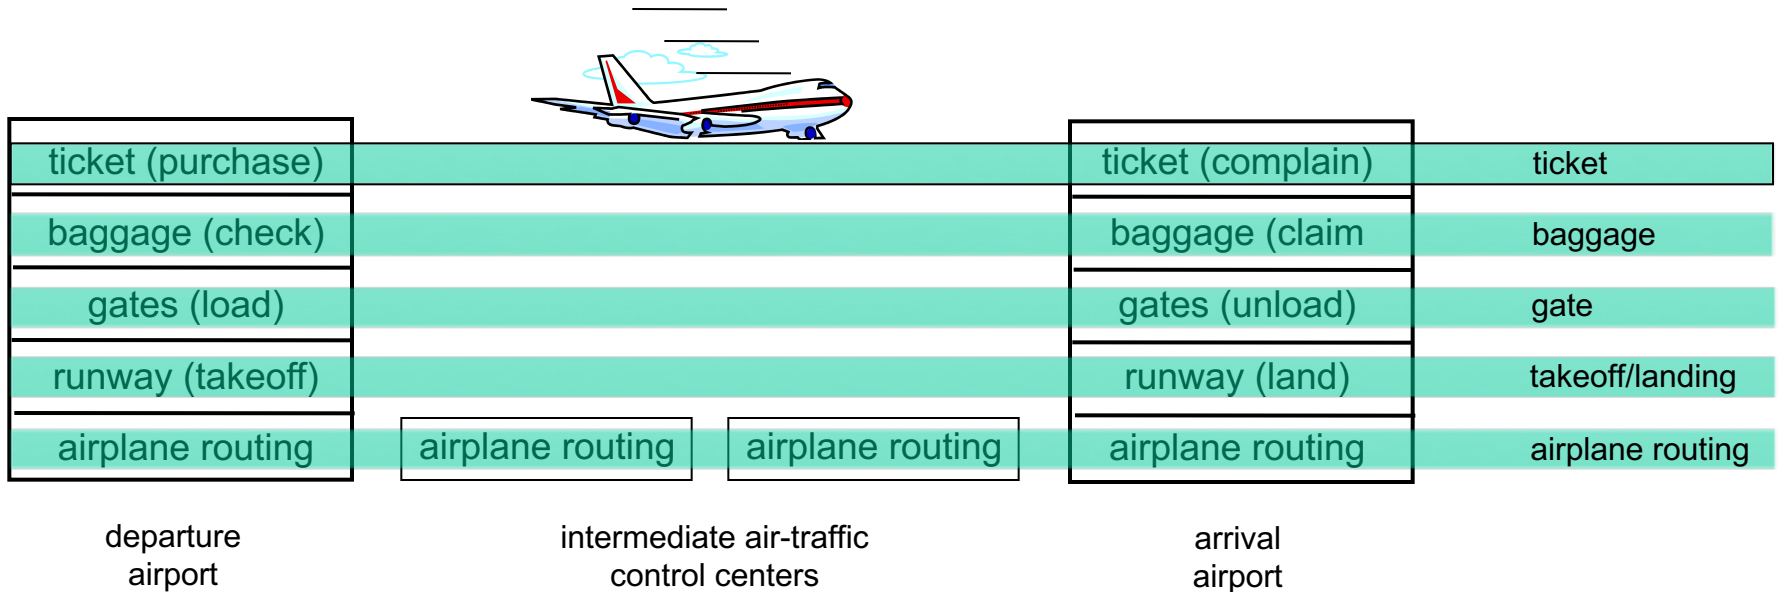 ticket (purchase) ticket (complain) ticket
baggage (check) baggage (claim baggage
gates (load) gates (unload) gate
runway (takeoff) runway (land) takeoff/landing
airplane routing airplane routing airplane routing airplane routing airplane routing
departure
airport
intermediate air-traffic
control centers
arrival
airport